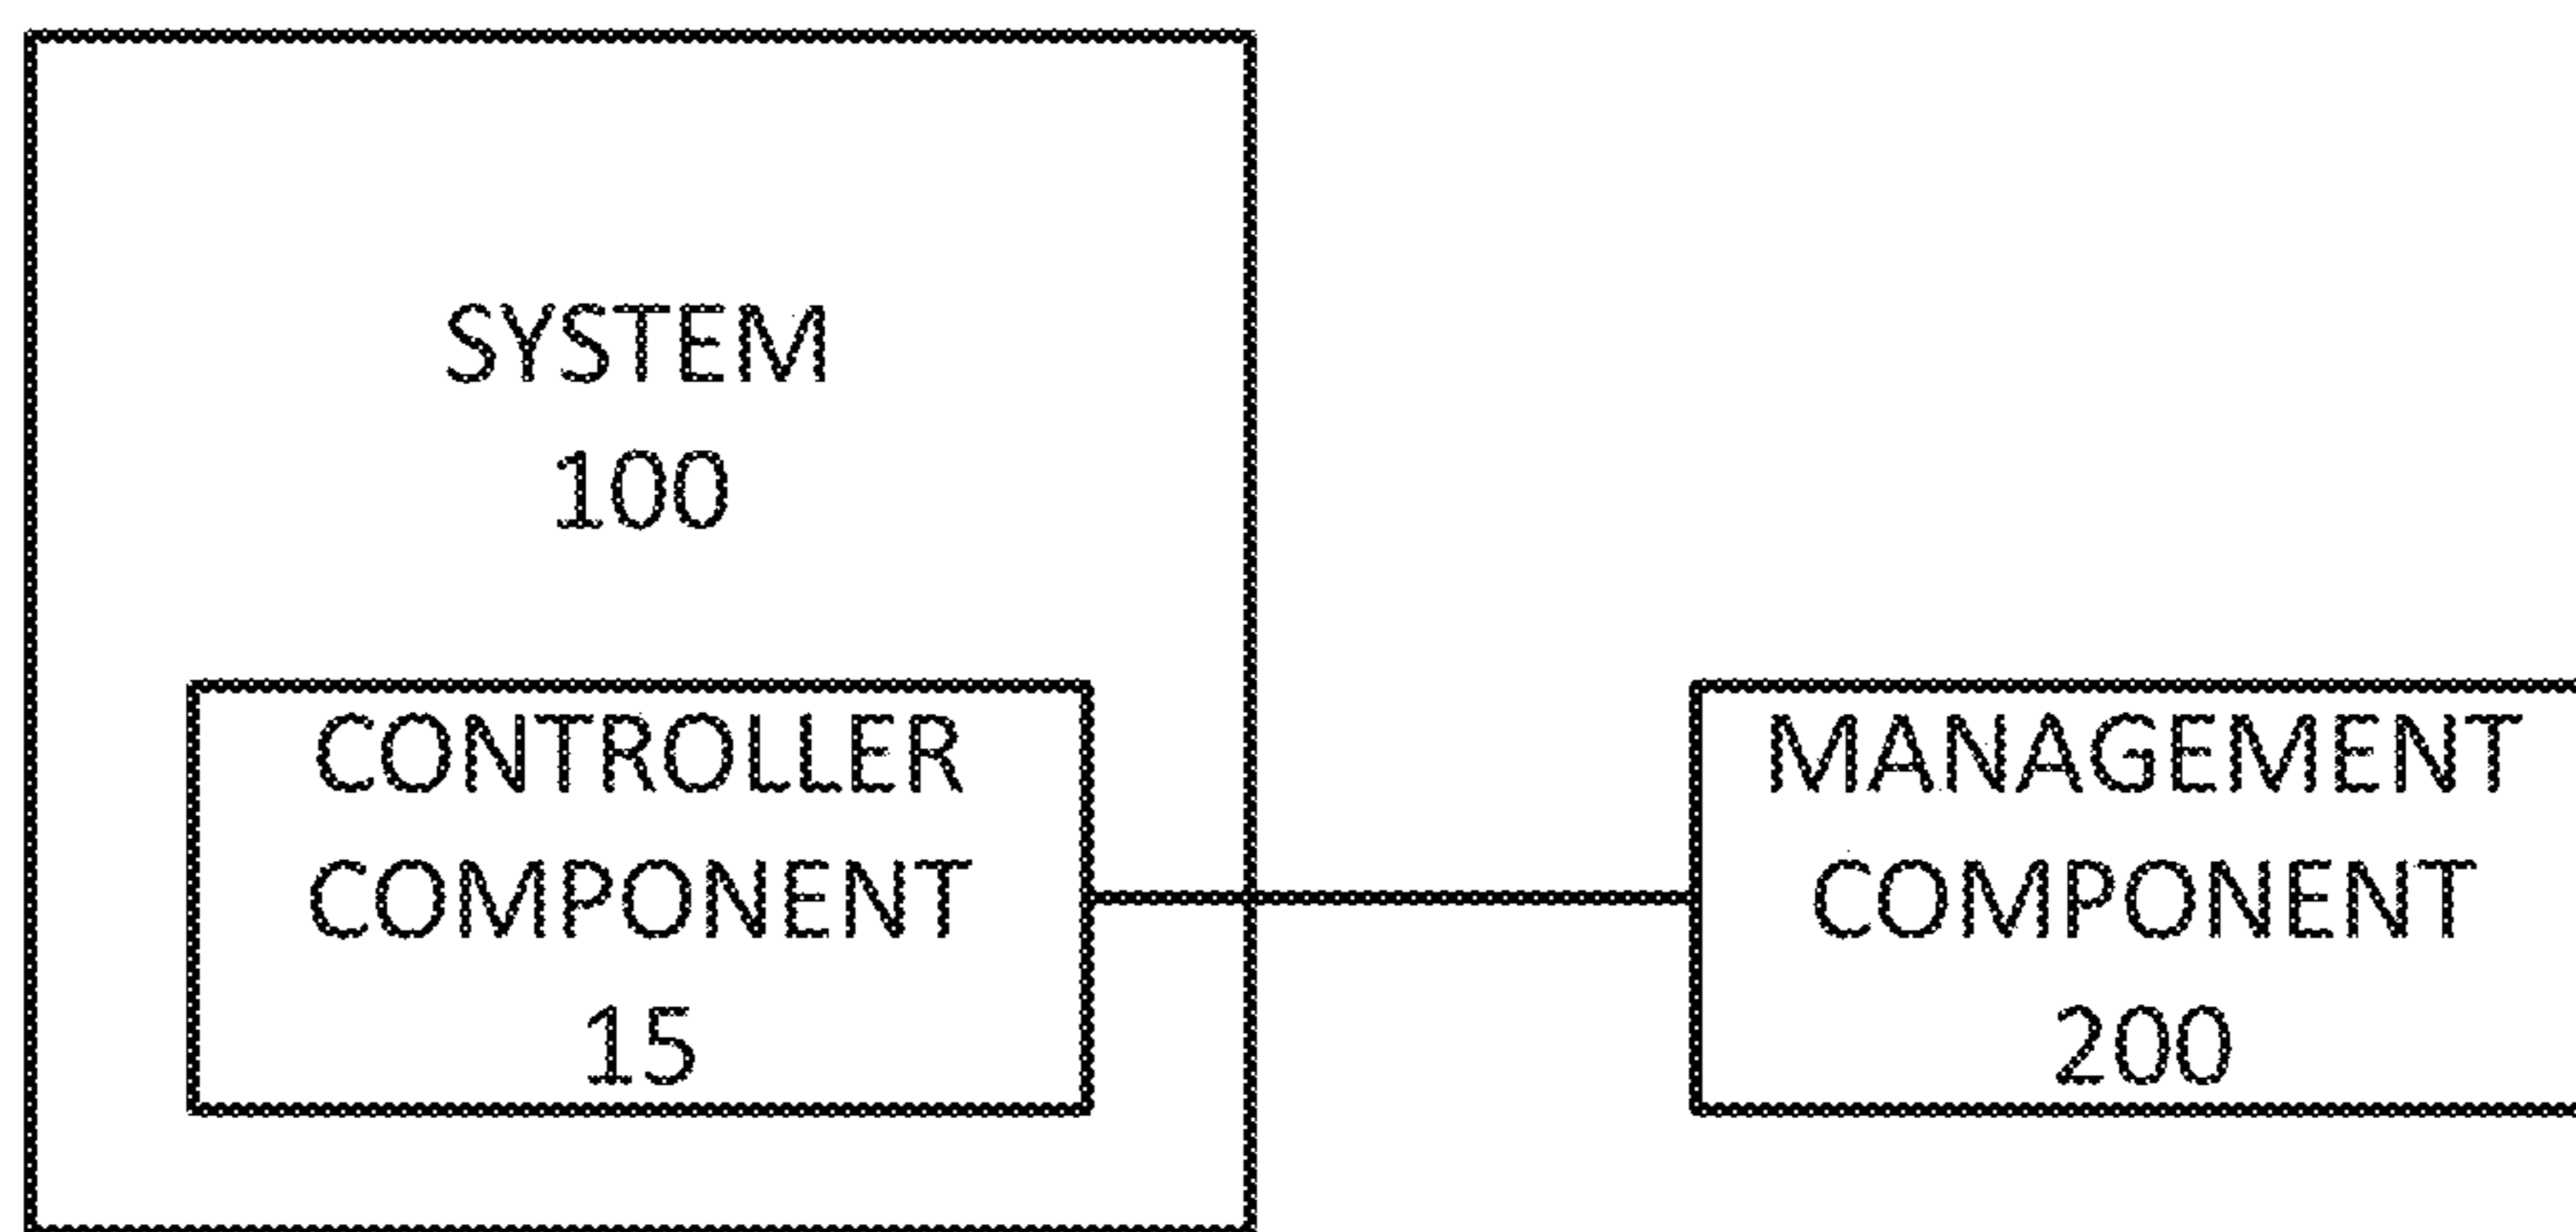 SYSTEM
100
CONTROLLER
COMPONENT
15
MANAGEMENT
COMPONENT
200